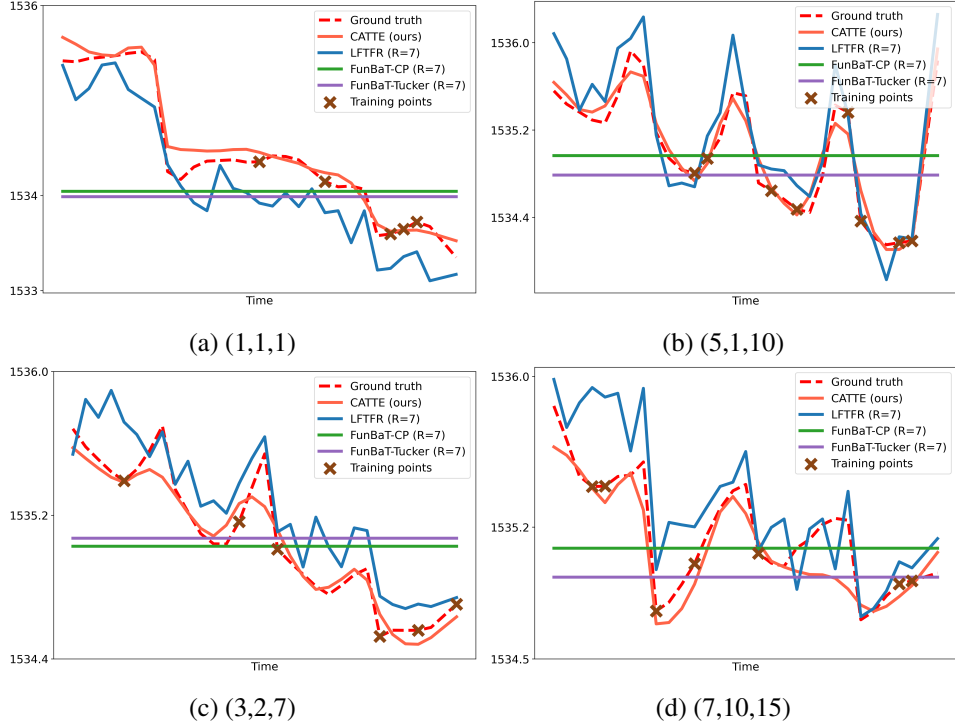 1536
1534
1533
Ground truth
CATTE (ours)
LFTFR (R=7)
FunBaT-CP (R=7)
FunBaT-Tucker (R=7)
Training points
Time
(a) (1,1,1)
1536.0
1535.2
1534.4
Ground truth
CATTE (ours)
LFTFR (R=7)
FunBaT-CP (R=7)
FunBaT-Tucker (R=7)
Training points
Time
(b) (5,1,10)
1536.0
1535.2
1534.4
Ground truth
CATTE (ours)
LFTFR (R=7)
FunBaT-CP (R=7)
FunBaT-Tucker (R=7)
Training points
Time
(c) (3,2,7)
1536.0
1535.2
1534.5
Ground truth
CATTE (ours)
LFTFR (R=7)
FunBaT-CP (R=7)
FunBaT-Tucker (R=7)
Training points
Time
(d) (7,10,15)